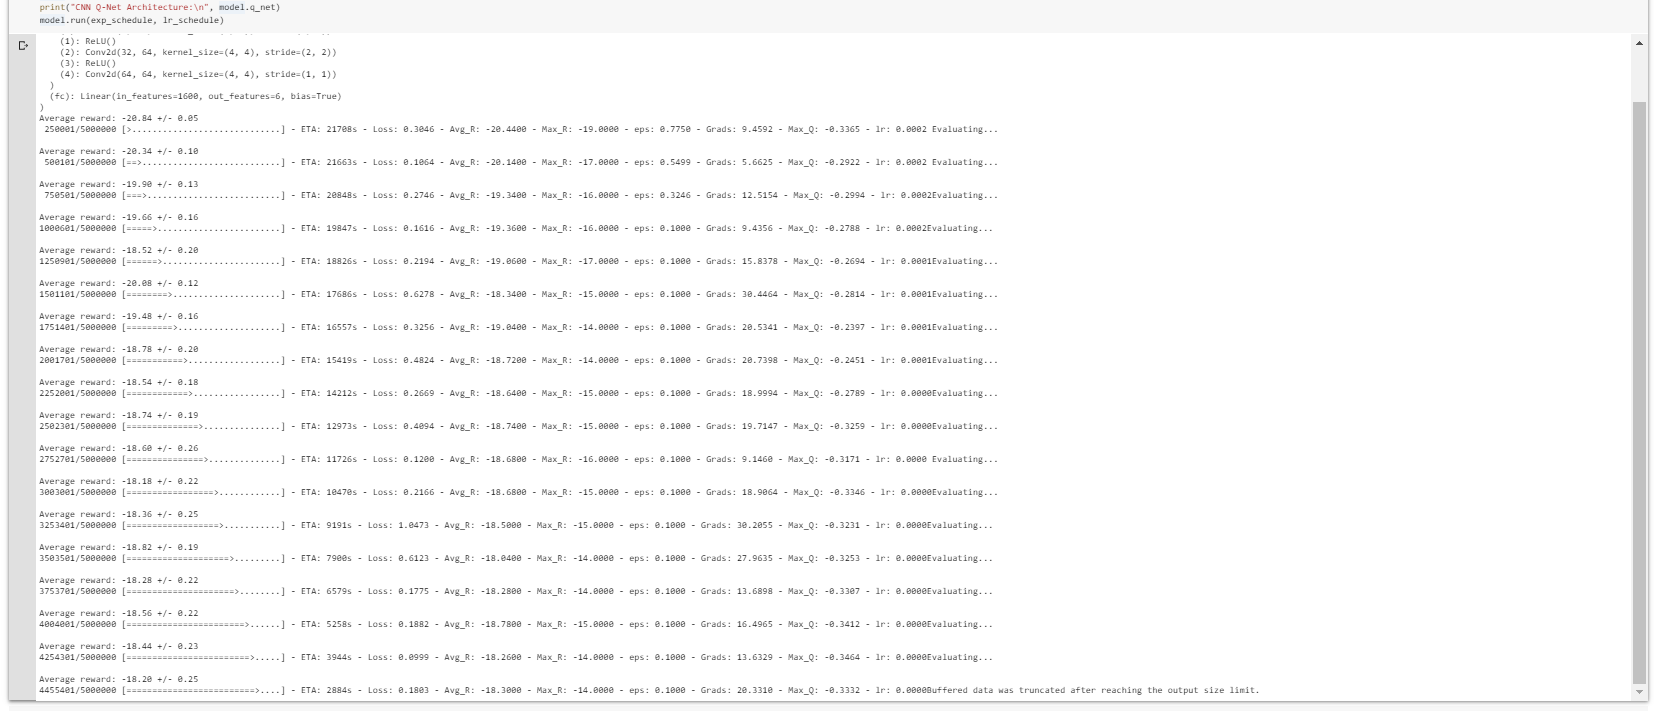 print("CNN Q-Net Architecture:\n", model.q_net)
model.run(exp_schedule, lr_schedule)
(1): ReLU()
(2): Conv2d(32, 64, kernel_size=(4, 4), stride=(2, 2))
(3): ReLU()
(4): Conv2d(64, 64, kernel_size=(4, 4), stride=(1, 1))
)
(fc): Linear(in_features=1600, out_features=6, bias=True)
)
Average reward: -20.84 +/- 0.05
250001/5000000 [>.............................] - ETA: 21708s - Loss: 0.3046 - Avg_R: -20.4400 - Max_R: -19.0000 - eps: 0.7750 - Grads: 9.4592 - Max_Q: -0.3365 - lr: 0.0002 Evaluating...
Average reward: -20.34 +/- 0.10
500101/5000000 [==>...........................] - ETA: 21663s - Loss: 0.1064 - Avg_R: -20.1400 - Max_R: -17.0000 - eps: 0.5499 - Grads: 5.6625 - Max_Q: -0.2922 - lr: 0.0002 Evaluating...
Average reward: -19.90 +/- 0.13
750501/5000000 [===>..........................] - ETA: 20848s - Loss: 0.2746 - Avg_R: -19.3400 - Max_R: -16.0000 - eps: 0.3246 - Grads: 12.5154 - Max_Q: -0.2994 - lr: 0.0002Evaluating...
Average reward: -19.66 +/- 0.16
1000601/5000000 [=====>........................] - ETA: 19847s - Loss: 0.1616 - Avg_R: -19.3600 - Max_R: -16.0000 - eps: 0.1000 - Grads: 9.4356 - Max_Q: -0.2788 - lr: 0.0002Evaluating...
Average reward: -18.52 +/- 0.20
1250901/5000000 [======>.......................] - ETA: 18826s - Loss: 0.2194 - Avg_R: -19.0600 - Max_R: -17.0000 - eps: 0.1000 - Grads: 15.8378 - Max_Q: -0.2694 - lr: 0.0001Evaluating...
Average reward: -20.08 +/- 0.12
1501101/5000000 [========>.....................] - ETA: 17686s - Loss: 0.6278 - Avg_R: -18.3400 - Max_R: -15.0000 - eps: 0.1000 - Grads: 30.4464 - Max_Q: -0.2814 - lr: 0.0001Evaluating...
Average reward: -19.48 +/- 0.16
1751401/5000000 [=========>....................] - ETA: 16557s - Loss: 0.3256 - Avg_R: -19.0400 - Max_R: -14.0000 - eps: 0.1000 - Grads: 20.5341 - Max_Q: -0.2397 - lr: 0.0001Evaluating...
Average reward: -18.78 +/- 0.20
2001701/5000000 [===========>..................] - ETA: 15419s - Loss: 0.4824 - Avg_R: -18.7200 - Max_R: -14.0000 - eps: 0.1000 - Grads: 20.7398 - Max_Q: -0.2451 - lr: 0.0001Evaluating...
Average reward: -18.54 +/- 0.18
2252001/5000000 [============>.................] - ETA: 14212s - Loss: 0.2669 - Avg_R: -18.6400 - Max_R: -15.0000 - eps: 0.1000 - Grads: 18.9994 - Max_Q: -0.2789 - lr: 0.0000Evaluating...
Average reward: -18.74 +/- 0.19
2502301/5000000 [==============>...............] - ETA: 12973s - Loss: 0.4094 - Avg_R: -18.7400 - Max_R: -15.0000 - eps: 0.1000 - Grads: 19.7147 - Max_Q: -0.3259 - lr: 0.0000Evaluating...
Average reward: -18.60 +/- 0.26
2752701/5000000 [===============>..............] - ETA: 11726s - Loss: 0.1200 - Avg_R: -18.6800 - Max_R: -16.0000 - eps: 0.1000 - Grads: 9.1460 - Max_Q: -0.3171 - lr: 0.0000 Evaluating...
Average reward: -18.18 +/- 0.22
3003001/5000000 [=================>............] - ETA: 10470s - Loss: 0.2166 - Avg_R: -18.6800 - Max_R: -15.0000 - eps: 0.1000 - Grads: 18.9064 - Max_Q: -0.3346 - lr: 0.0000Evaluating...
Average reward: -18.36 +/- 0.25
3253401/5000000 [==================>...........] - ETA: 9191s - Loss: 1.0473 - Avg_R: -18.5000 - Max_R: -15.0000 - eps: 0.1000 - Grads: 30.2055 - Max_Q: -0.3231 - lr: 0.0000Evaluating...
Average reward: -18.82 +/- 0.19
3503501/5000000 [====================>.........] - ETA: 7900s - Loss: 0.6123 - Avg_R: -18.0400 - Max_R: -14.0000 - eps: 0.1000 - Grads: 27.9635 - Max_Q: -0.3253 - lr: 0.0000Evaluating...
Average reward: -18.28 +/- 0.22
3753701/5000000 [=====================>........] - ETA: 6579s - Loss: 0.1775 - Avg_R: -18.2800 - Max_R: -14.0000 - eps: 0.1000 - Grads: 13.6898 - Max_Q: -0.3307 - lr: 0.0000Evaluating...
Average reward: -18.56 +/- 0.22
4004001/5000000 [=======================>......] - ETA: 5258s - Loss: 0.1882 - Avg_R: -18.7800 - Max_R: -15.0000 - eps: 0.1000 - Grads: 16.4965 - Max_Q: -0.3412 - lr: 0.0000Evaluating...
Average reward: -18.44 +/- 0.23
4254301/5000000 [========================>.....] - ETA: 3944s - Loss: 0.0999 - Avg_R: -18.2600 - Max_R: -14.0000 - eps: 0.1000 - Grads: 13.6329 - Max_Q: -0.3464 - lr: 0.0000Evaluating...
Average reward: -18.20 +/- 0.25
4455401/5000000 [=========================>....] - ETA: 2884s - Loss: 0.1803 - Avg_R: -18.3000 - Max_R: -14.0000 - eps: 0.1000 - Grads: 20.3310 - Max_Q: -0.3332 - lr: 0.0000Buffered data was truncated after reaching the output size limit.